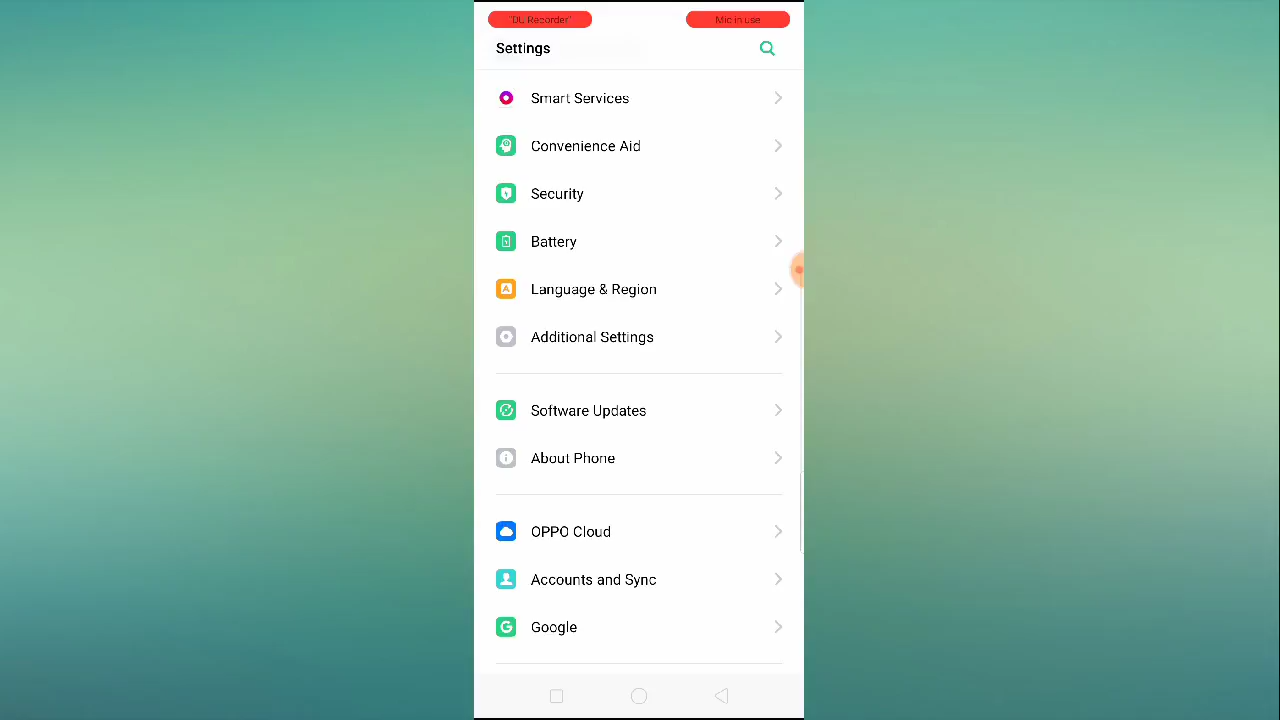 "DU Recorder"
Mic in use
Settings
Smart Services
Convenience Aid
Security
Battery
Language & Region
Additional Settings
Software Updates
About Phone
OPPO Cloud
Accounts and Sync
Google